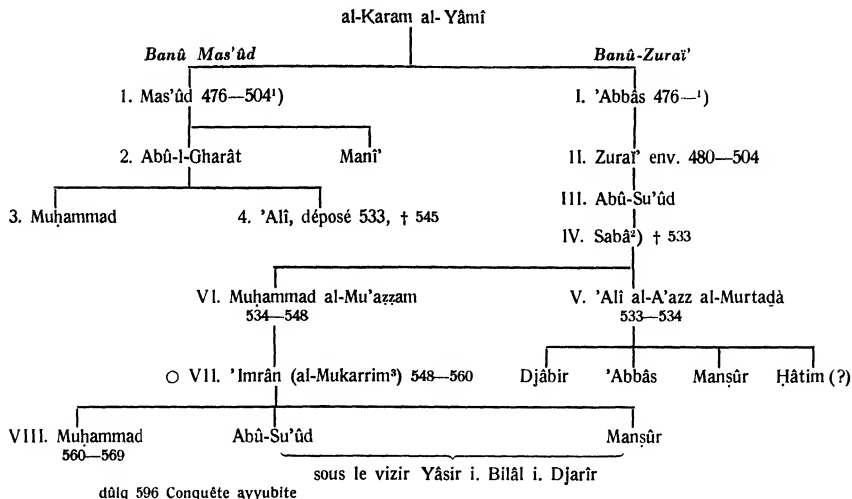 al-Karam al-Yâmî
Banû Mas'ûd
Banû-Zuraï'
1. Mas'ûd 476—504¹)
I. 'Abbâs 476—¹)
2. Abû-l-Gharât
Manî'
II. Zuraï' env. 480—504
III. Abû-Su'ûd
3. Muḥammad
4. 'Alî, déposé 533, † 545
IV. Sabâ²) † 533
VI. Muḥammad al-Mu'aẓẓam
534—548
V. 'Alî al-A'azz al-Murtaḍà
533—534
○ VII. 'Imrân (al-Mukarrim³) 548—560
Djâbir
'Abbâs
Manṣûr
Ḥâtim (?)
VIII. Muḥammad
560—569
Abû-Su'ûd
Manṣûr
sous le vizir Yâsir i. Bilâl i. Djarîr
dûlq 596 Conquête ayyubite